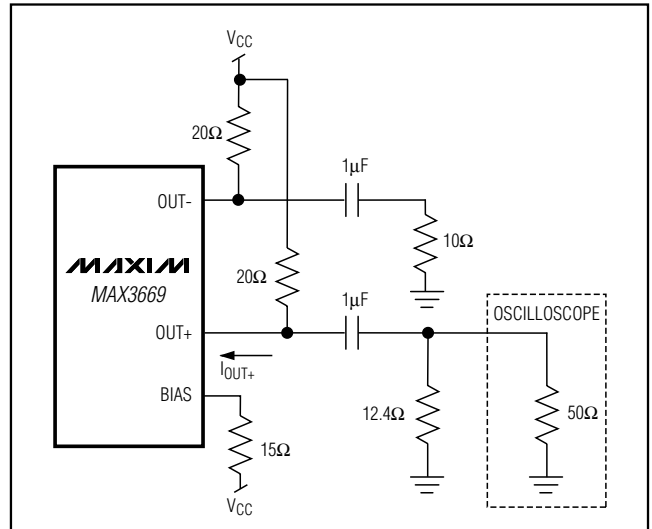 VCC
20Ω
1µF
OUT-
10Ω
MAXIM
MAX3669
20Ω
1µF
OSCILLOSCOPE
OUT+
IOUT+
BIAS
12.4Ω
50Ω
15Ω
VCC